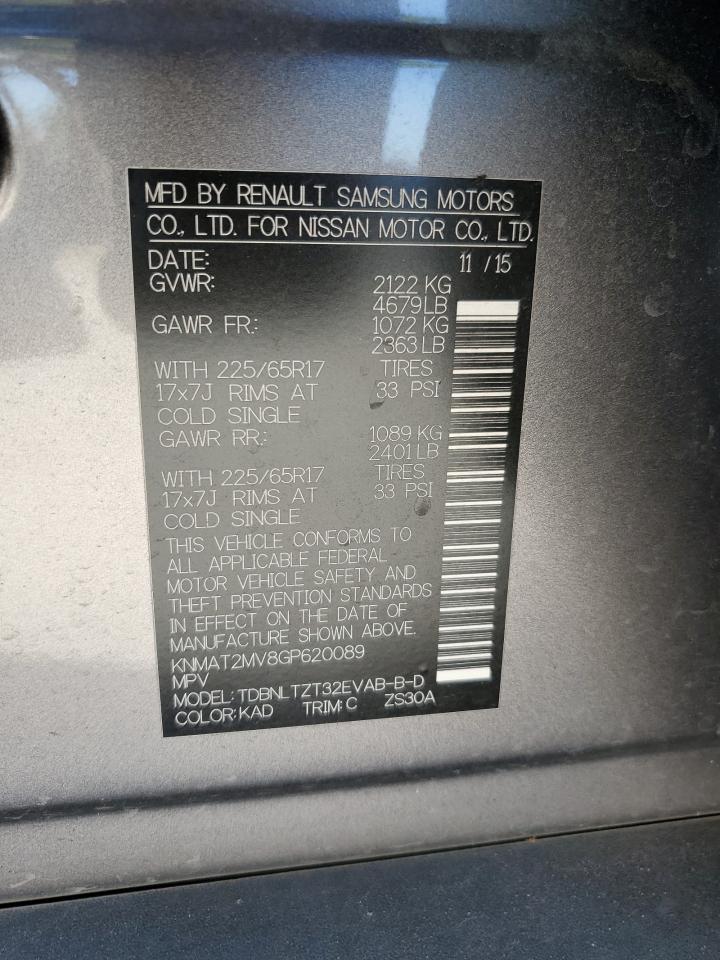 MFD BY RENAULT SAMSUNG MOTORS
CO., LTD. FOR NISSAN MOTOR CO., LTD.
DATE: 11 / 15
GVWR: 2122 KG
4679 LB
GAWR FR.: 1072 KG
2363 LB
WITH 225/65R17 TIRES
17x7J RIMS AT 33 PSI
COLD SINGLE
GAWR RR.: 1089 KG
2401 LB
WITH 225/65R17 TIRES
17x7J RIMS AT 33 PSI
COLD SINGLE
THIS VEHICLE CONFORMS TO
ALL APPLICABLE FEDERAL
MOTOR VEHICLE SAFETY AND
THEFT PREVENTION STANDARDS
IN EFFECT ON THE DATE OF
MANUFACTURE SHOWN ABOVE.
KNMAT2MV8GP620089
MPV
MODEL: TDBNLTZT32EVAB-B-D
COLOR: KAD TRIM: C ZS30A